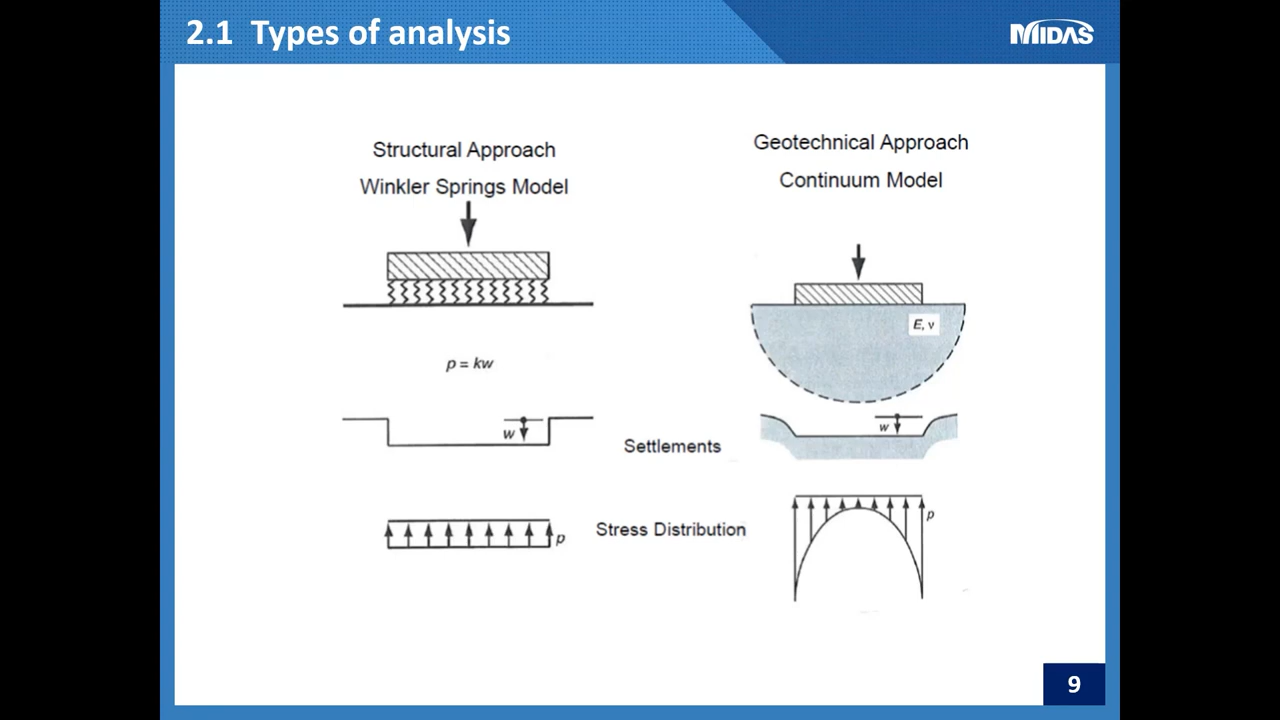 2.1 Types of analysis
MIDAS
Structural Approach
Winkler Springs Model
Geotechnical Approach
Continuum Model
E, ν
p = kw
w
w
Settlements
p
Stress Distribution
p
9